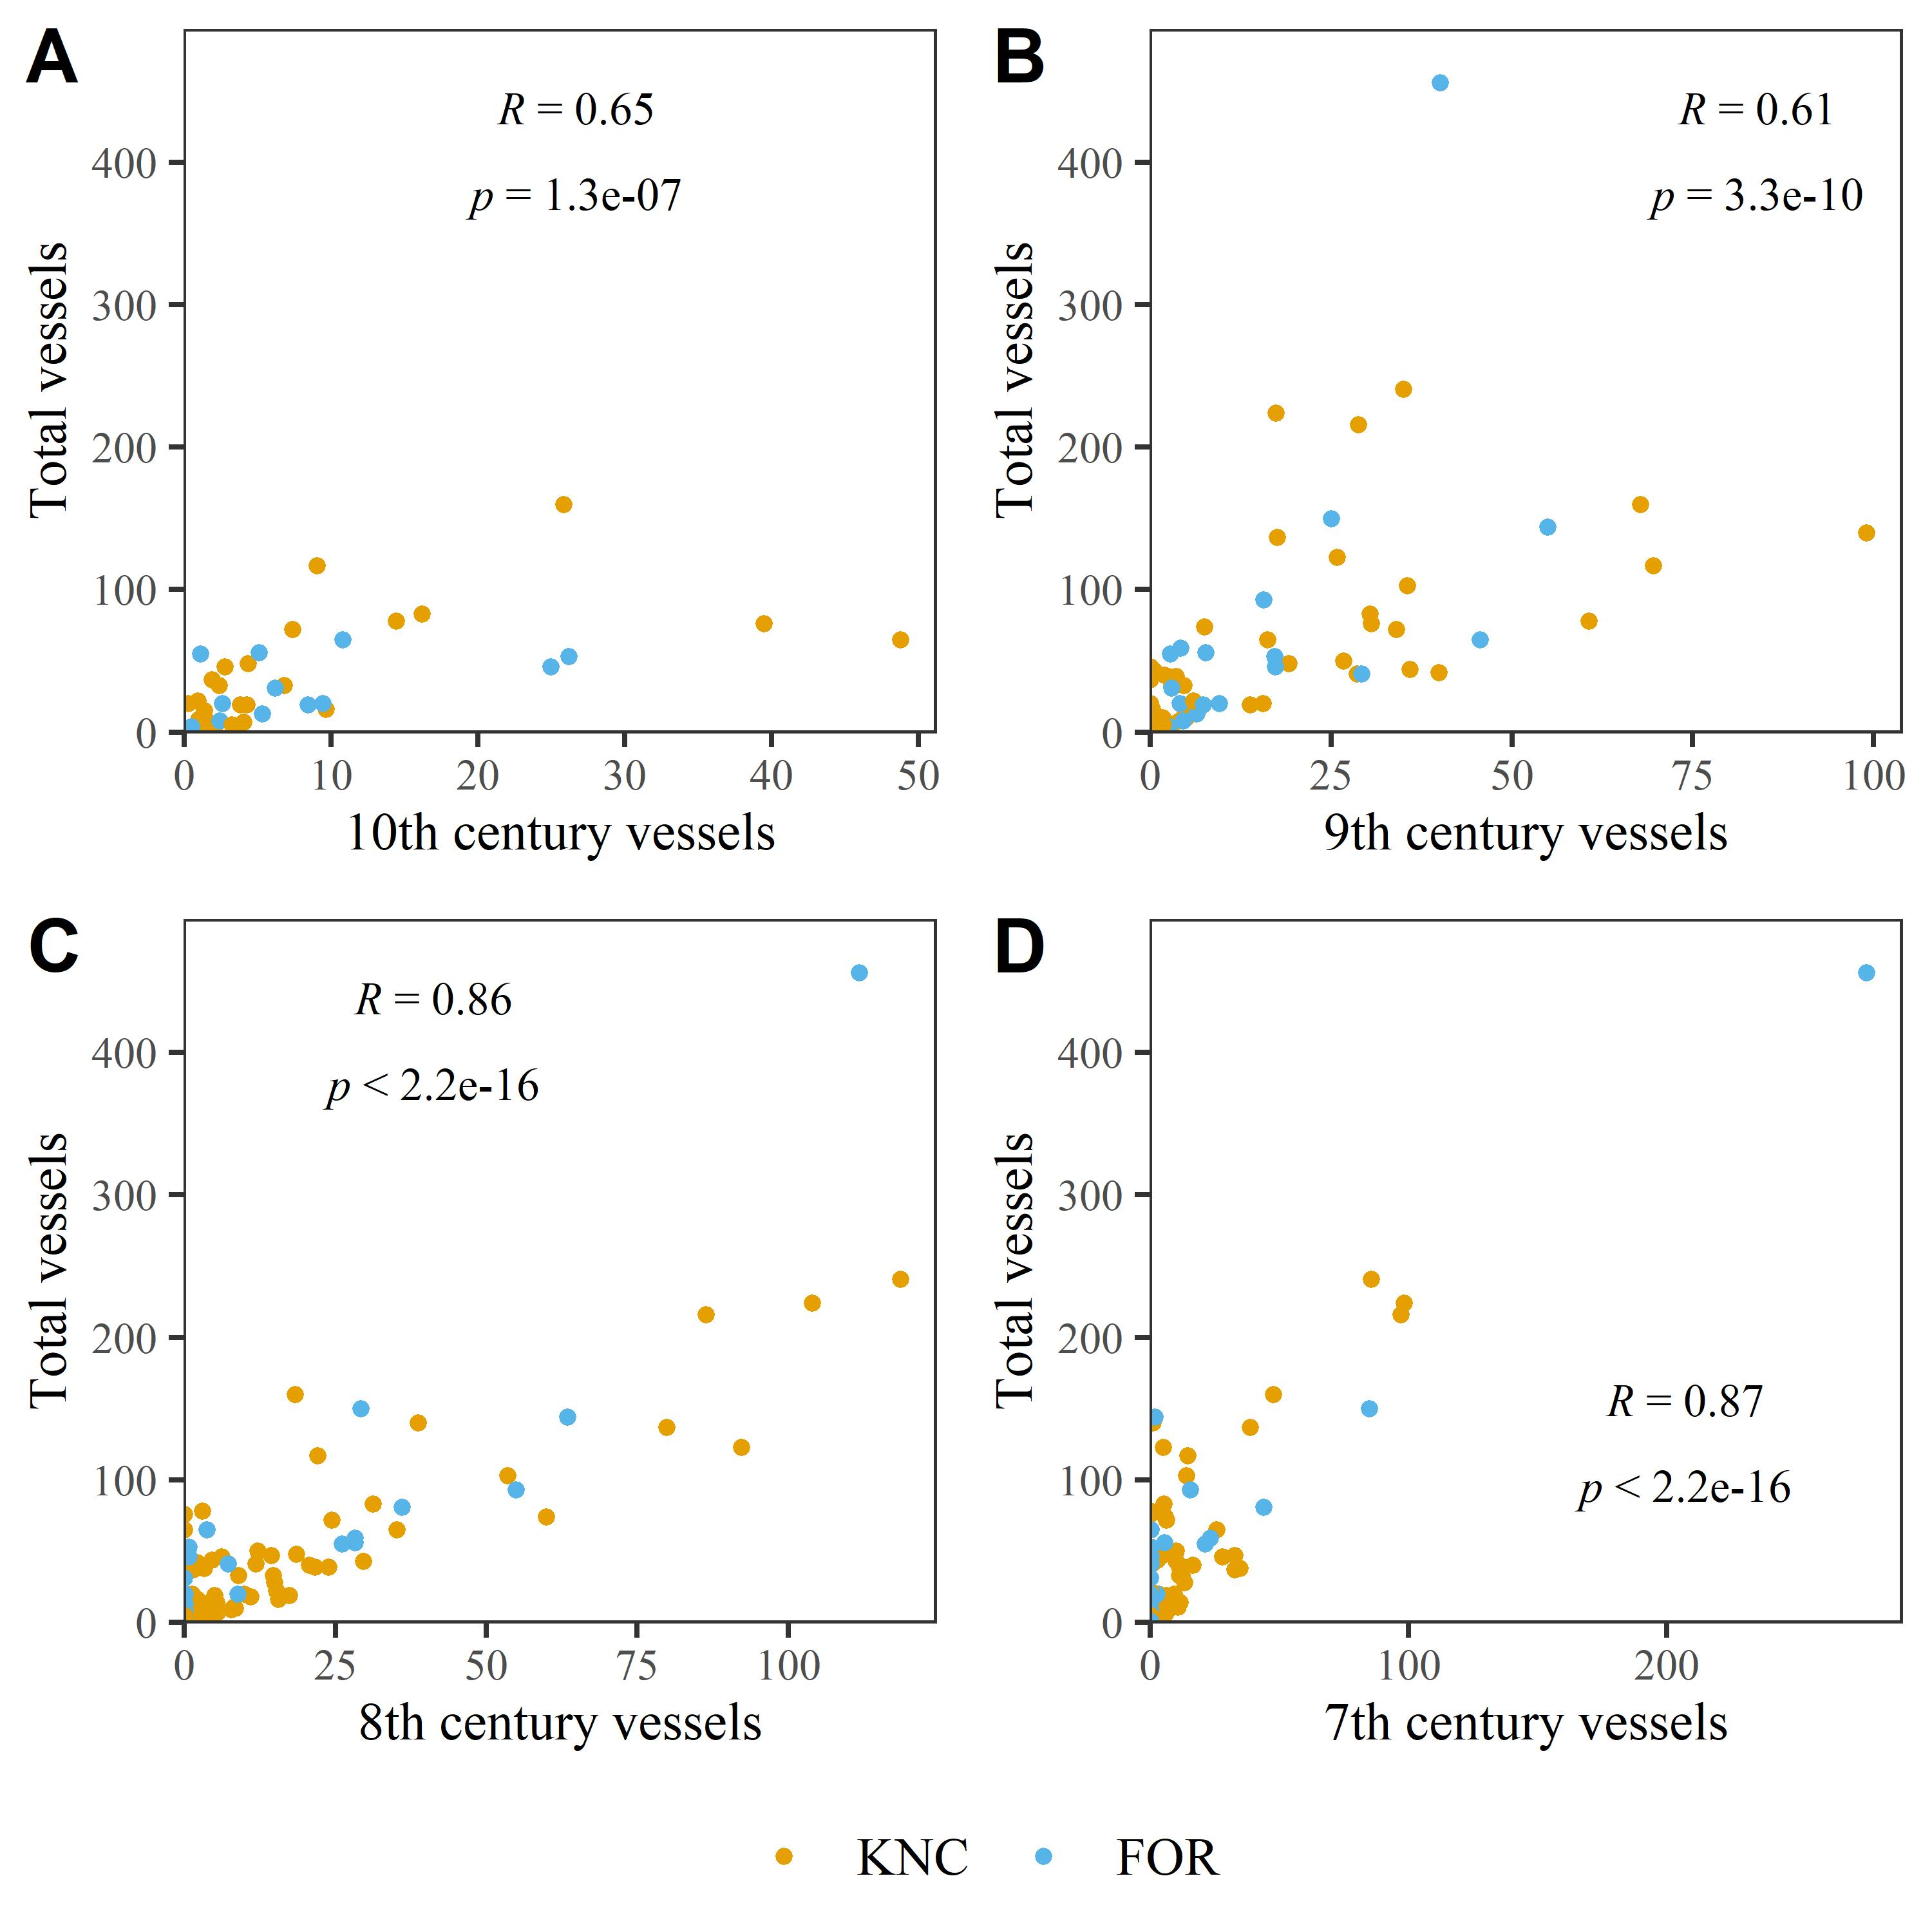 A
R = 0.65
p = 1.3e-07
Total vessels
400
300
200
100
0
0 10 20 30 40 50
10th century vessels
B
R = 0.61
p = 3.3e-10
Total vessels
400
300
200
100
0
0 25 50 75 100
9th century vessels
C
R = 0.86
p < 2.2e-16
Total vessels
400
300
200
100
0
0 25 50 75 100
8th century vessels
D
Total vessels
400
300
200
100
0
R = 0.87
p < 2.2e-16
0 100 200
7th century vessels
KNC FOR